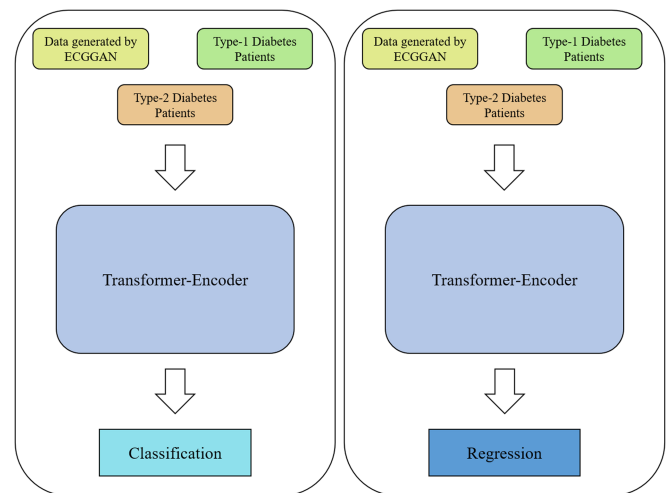 Data generated by
ECGGAN
Type-1 Diabetes
Patients
Type-2 Diabetes
Patients
Transformer-Encoder
Classification
Data generated by
ECGGAN
Type-1 Diabetes
Patients
Type-2 Diabetes
Patients
Transformer-Encoder
Regression